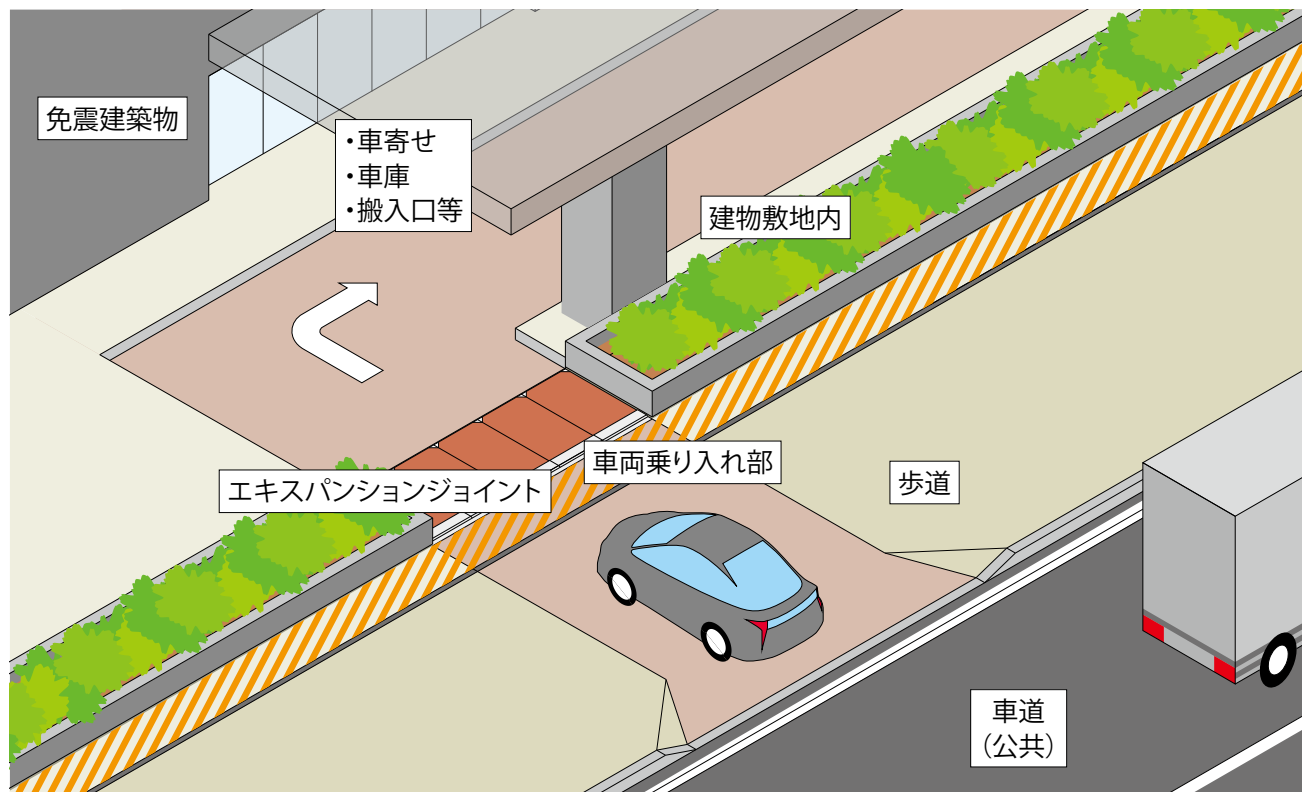 免震建築物
・車寄せ
・車庫
・搬入口等
建物敷地内
車両乗り入れ部
エキスパンションジョイント
歩道
車道
(公共)